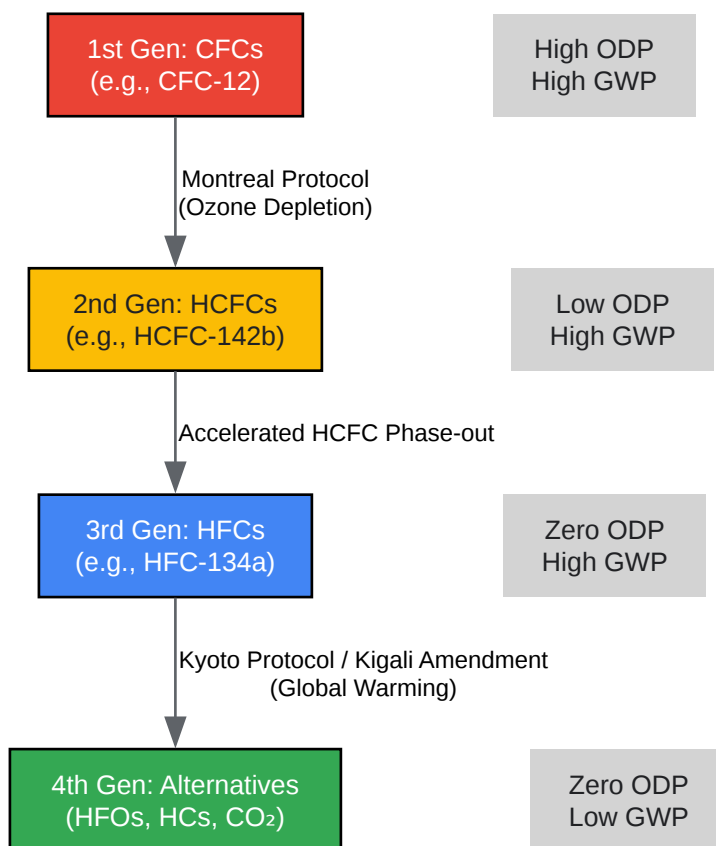 1st Gen: CFCs
(e.g., CFC-12)
High ODP
High GWP
Montreal Protocol
(Ozone Depletion)
2nd Gen: HCFCs
(e.g., HCFC-142b)
Low ODP
High GWP
Accelerated HCFC Phase-out
3rd Gen: HFCs
(e.g., HFC-134a)
Zero ODP
High GWP
Kyoto Protocol / Kigali Amendment
(Global Warming)
4th Gen: Alternatives
(HFOs, HCs, CO₂)
Zero ODP
Low GWP